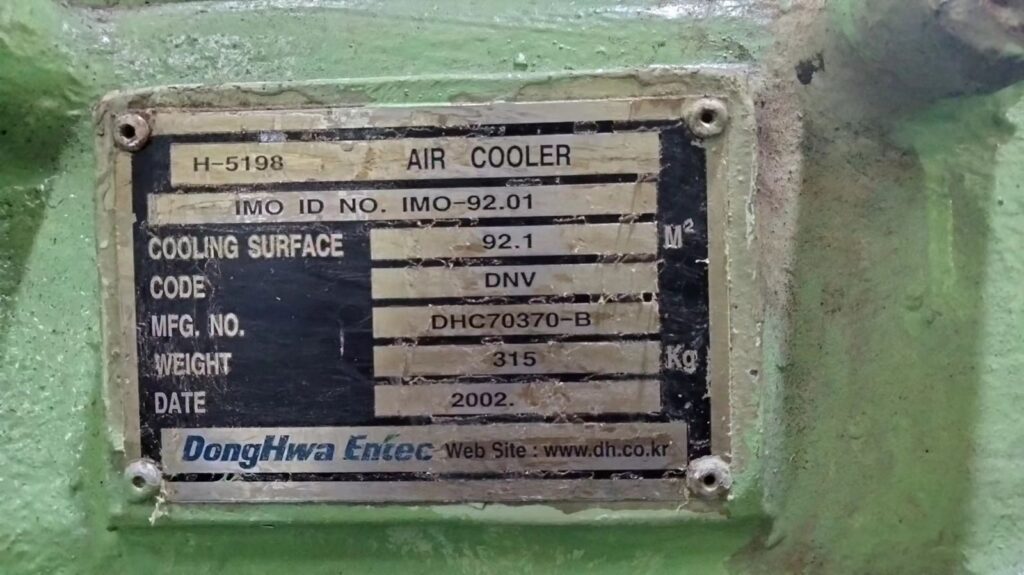 H-5198 AIR COOLER
IMO ID NO. IMO-92.01
COOLING SURFACE 92.1 M²
CODE DNV
MFG. NO. DHC70370-B
WEIGHT 315 Kg
DATE 2002.
DongHwa Entec Web Site : www.dh.co.kr